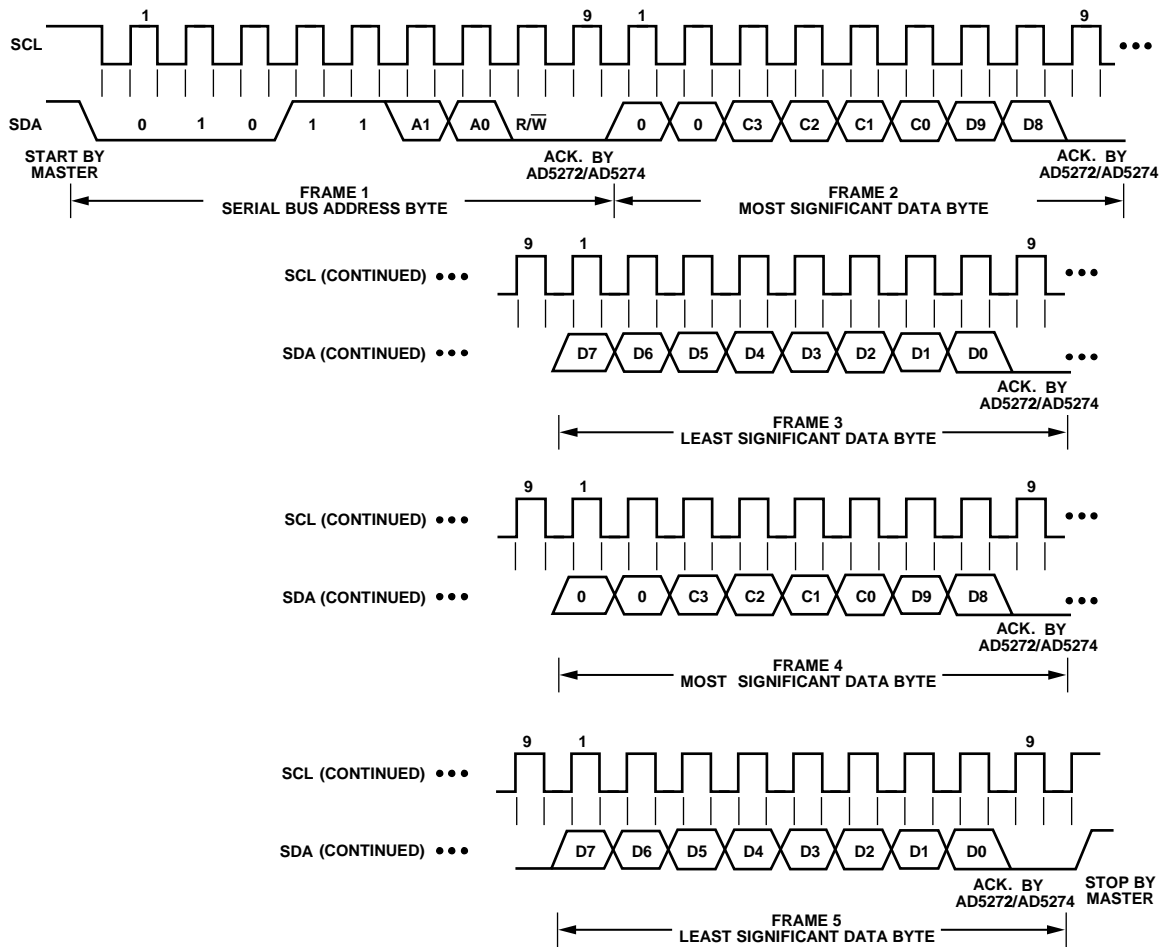 1 9 1 9
SCL
SDA 0 1 0 1 1 A1 A0 R/W̅ 0 0 C3 C2 C1 C0 D9 D8
START BY
MASTER
ACK. BY
AD5272/AD5274
ACK. BY
AD5272/AD5274
FRAME 1
SERIAL BUS ADDRESS BYTE
FRAME 2
MOST SIGNIFICANT DATA BYTE
9 1 9
SCL (CONTINUED)
SDA (CONTINUED) D7 D6 D5 D4 D3 D2 D1 D0
ACK. BY
AD5272/AD5274
FRAME 3
LEAST SIGNIFICANT DATA BYTE
9 1 9
SCL (CONTINUED)
SDA (CONTINUED) 0 0 C3 C2 C1 C0 D9 D8
ACK. BY
AD5272/AD5274
FRAME 4
MOST SIGNIFICANT DATA BYTE
9 1 9
SCL (CONTINUED)
SDA (CONTINUED) D7 D6 D5 D4 D3 D2 D1 D0
ACK. BY
AD5272/AD5274
STOP BY
MASTER
FRAME 5
LEAST SIGNIFICANT DATA BYTE